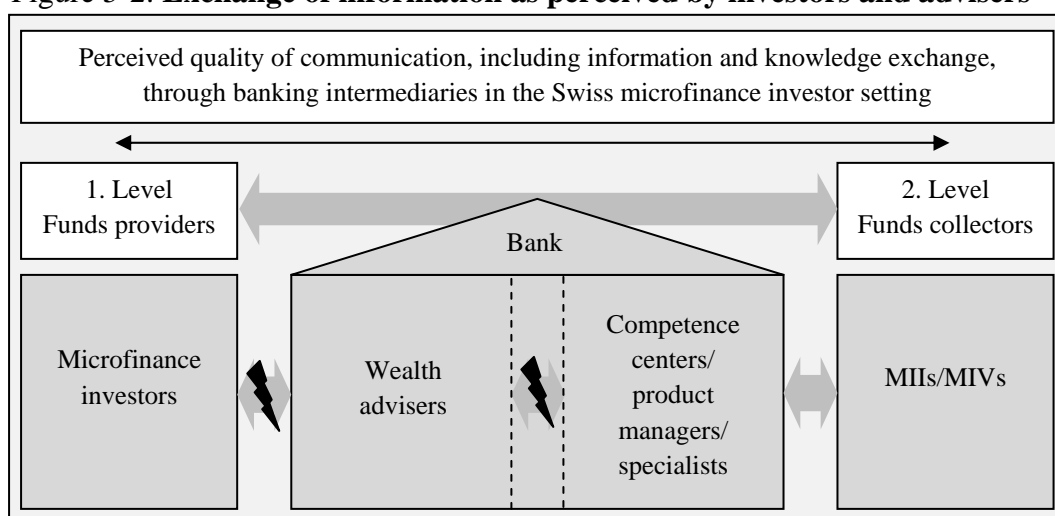 Figure 3-2: Exchange of information as perceived by investors and advisers
Perceived quality of communication, including information and knowledge exchange,
through banking intermediaries in the Swiss microfinance investor setting
1. Level
Funds providers
2. Level
Funds collectors
Bank
Microfinance
investors
Wealth
advisers
Competence
centers/
product
managers/
specialists
MIIs/MIVs